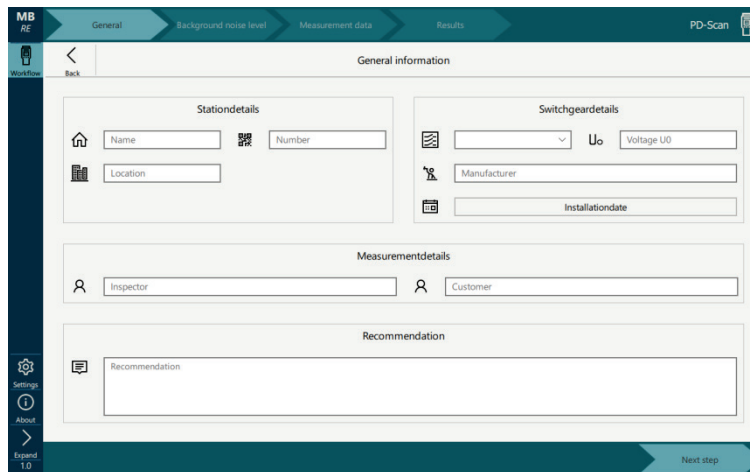 MB
RE
General
Background noise level
Measurement data
Results
PD-Scan
Workflow
Back
General information
Stationdetails
Name
Number
Location
Switchgeardetails
U₀
Voltage U0
Manufacturer
Installationdate
Measurementdetails
Inspector
Customer
Recommendation
Recommendation
Settings
About
Expand
1.0
Next step